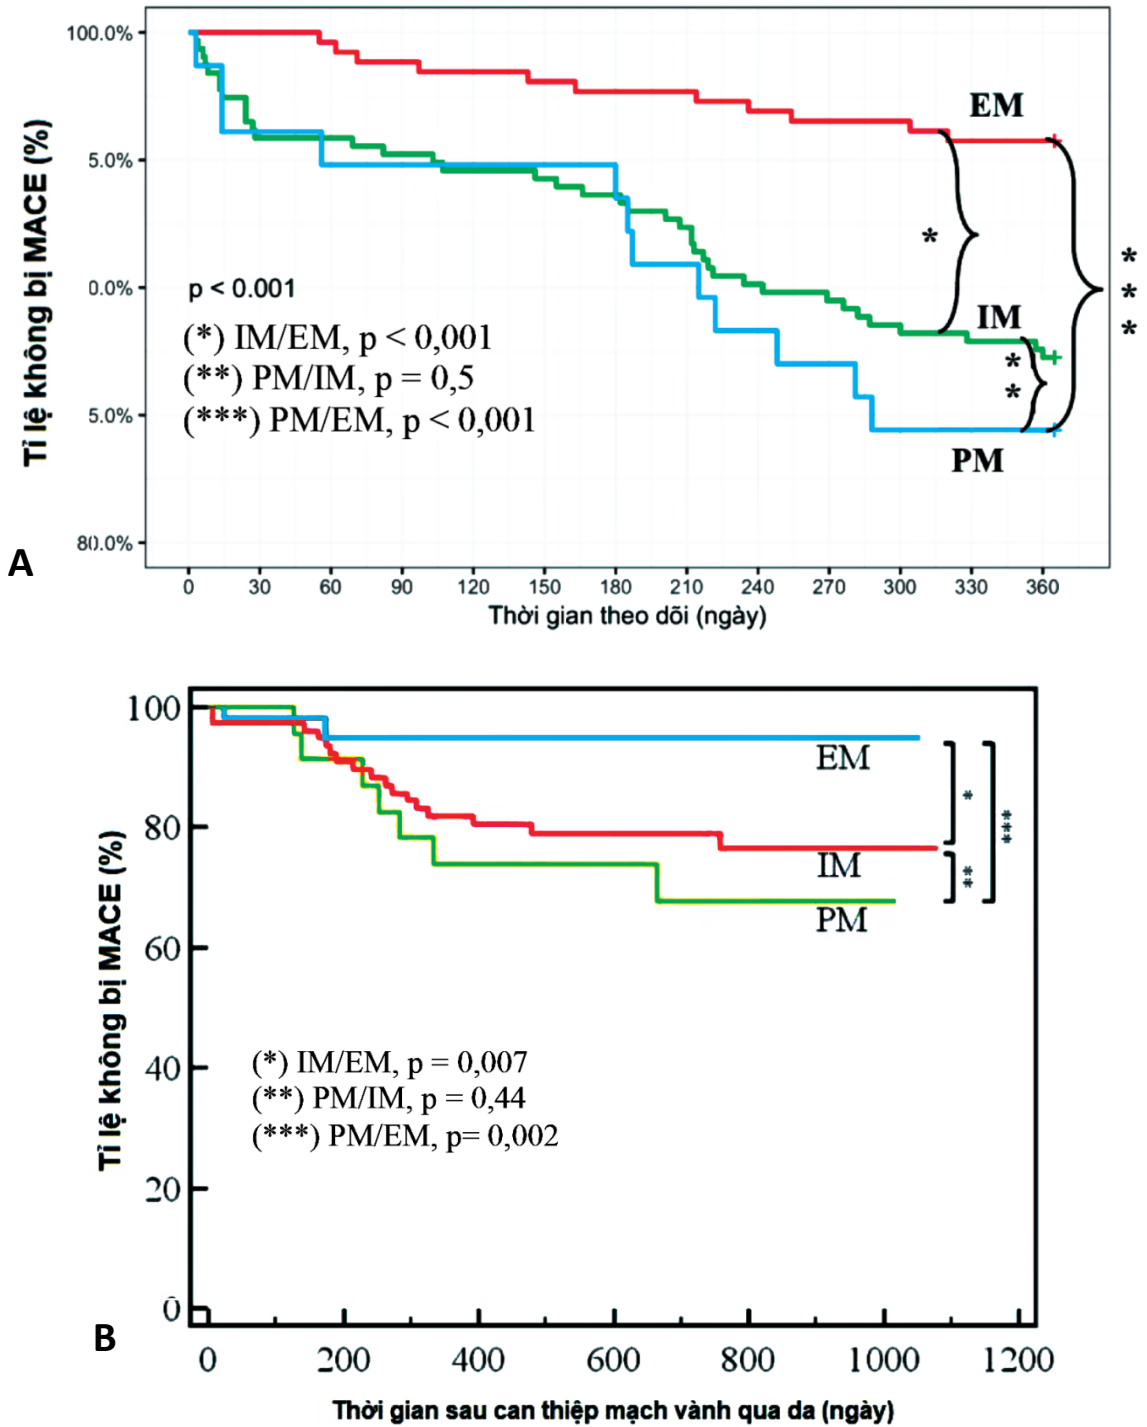 Tỉ lệ không bị MACE (%)
100.0%
5.0%
0.0%
5.0%
80.0%
EM
*
*
*
*
IM
*
*
PM
p < 0.001
(*) IM/EM, p < 0,001
(**) PM/IM, p = 0,5
(***) PM/EM, p < 0,001
A
0 30 60 90 120 150 180 210 240 270 300 330 360
Thời gian theo dõi (ngày)
Tỉ lệ không bị MACE (%)
100
80
60
40
20
0
EM
IM
PM
*
**
***
(*) IM/EM, p = 0,007
(**) PM/IM, p = 0,44
(***) PM/EM, p= 0,002
B
0 200 400 600 800 1000 1200
Thời gian sau can thiệp mạch vành qua da (ngày)